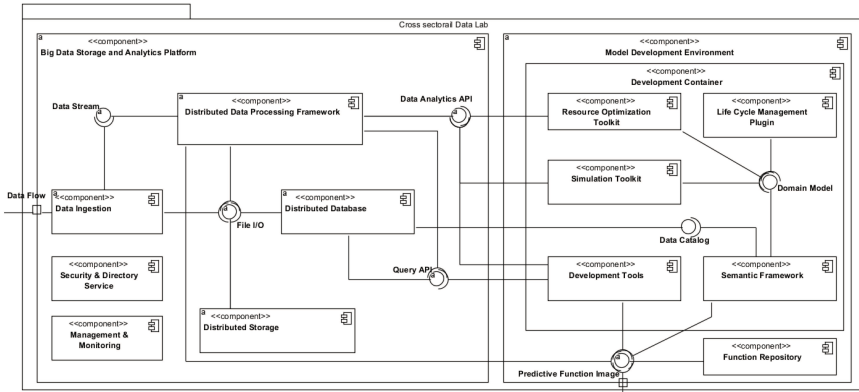 Cross sectorail Data Lab
a
<<component>>
Big Data Storage and Analytics Platform
a
<<component>>
Model Development Environment
<<component>>
Development Container
Data Stream
a
a
<<component>>
Distributed Data Processing Framework
Data Analytics API
a
<<component>>
Resource Optimization
Toolkit
<<component>>
Life Cycle Management
Plugin
<<component>>
Simulation Toolkit
Domain Model
Data Flow
a
<<component>>
Data Ingestion
a
File I/O
<<component>>
Distributed Database
Data Catalog
Query API
a
<<component>>
Development Tools
<<component>>
Semantic Framework
<<component>>
Security & Directory
Service
a
<<component>>
Distributed Storage
<<component>>
Management &
Monitoring
a
Predictive Function Image
<<component>>
Function Repository